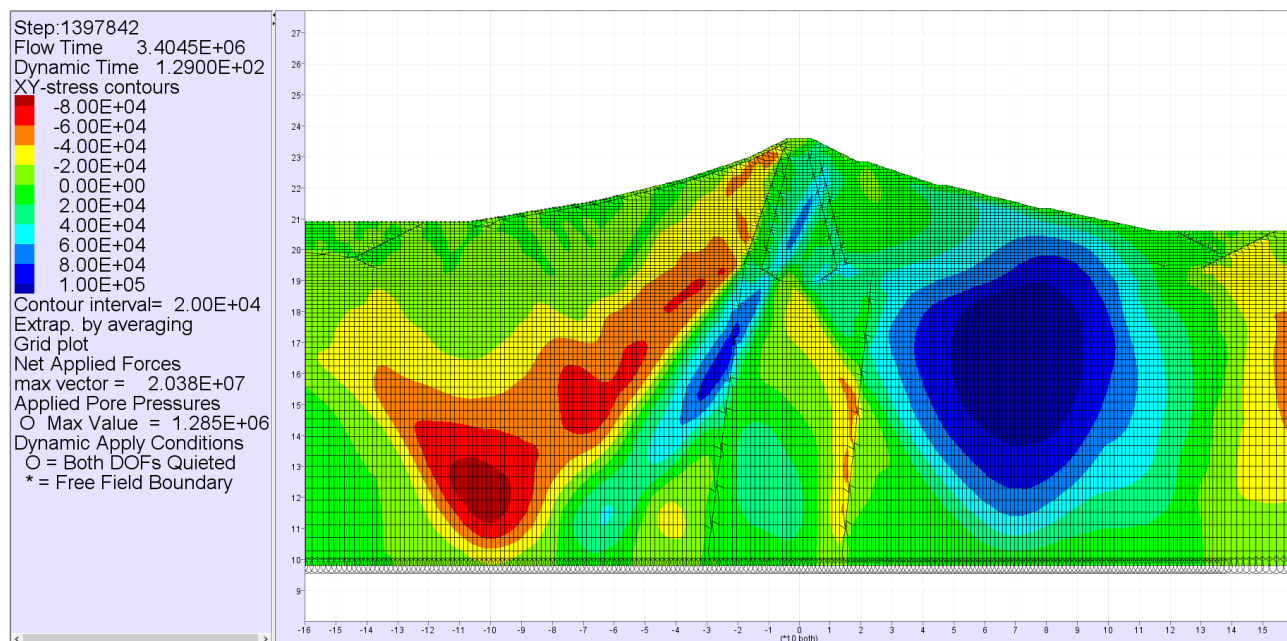 Step:1397842
Flow Time 3.4045E+06
Dynamic Time 1.2900E+02
XY-stress contours
-8.00E+04
-6.00E+04
-4.00E+04
-2.00E+04
0.00E+00
2.00E+04
4.00E+04
6.00E+04
8.00E+04
1.00E+05
Contour interval= 2.00E+04
Extrap. by averaging
Grid plot
Net Applied Forces
max vector = 2.038E+07
Applied Pore Pressures
O Max Value = 1.285E+06
Dynamic Apply Conditions
O = Both DOFs Quieted
* = Free Field Boundary
27
26
25
24
23
22
21
20
19
18
17
16
15
14
13
12
11
10
9
-16 -15 -14 -13 -12 -11 -10 -9 -8 -7 -6 -5 -4 -3 -2 -1 0 1 2 3 4 5 6 7 8 9 10 11 12 13 14 15
(*10 both)